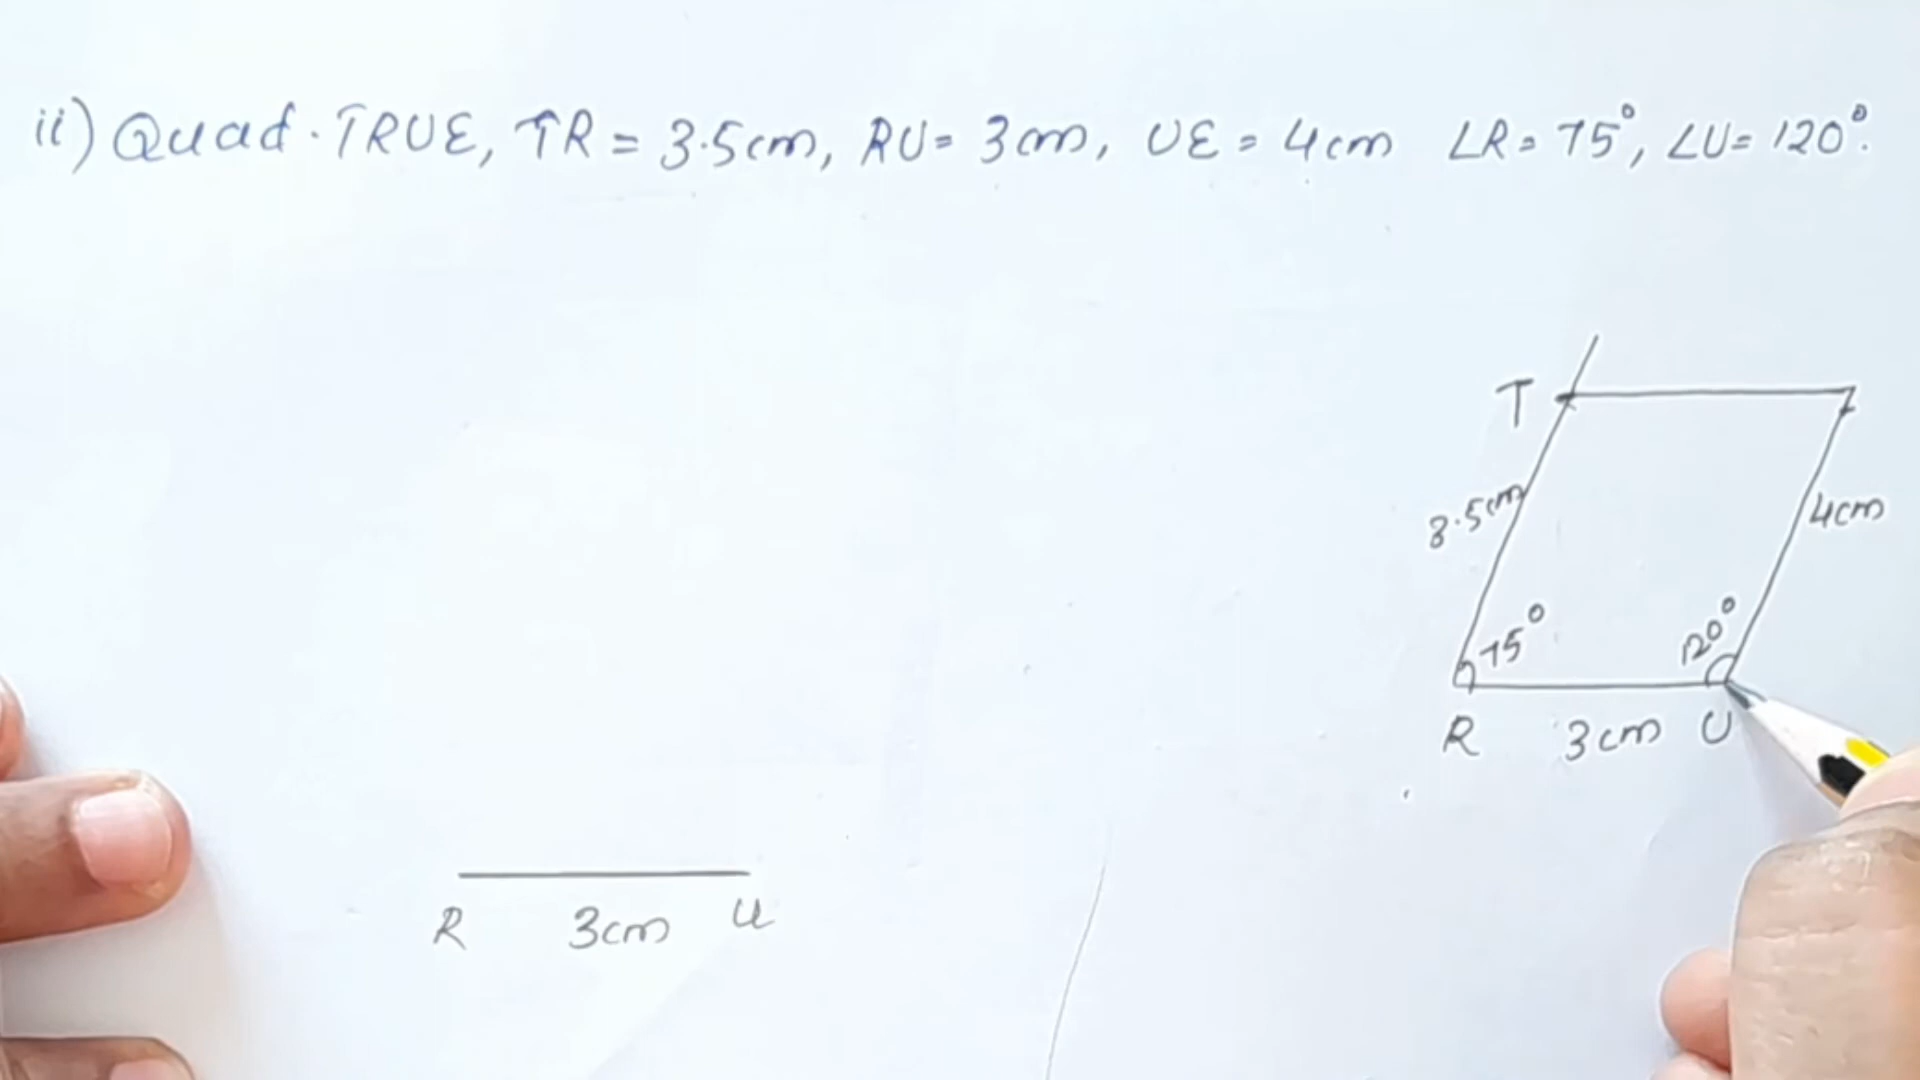 ii) Quad. TRUE, TR = 3.5cm, RU= 3cm, UE = 4cm ∠R= 75°, ∠U= 120°.
T
3.5cm
4cm
75°
120°
R 3cm U
R 3cm U